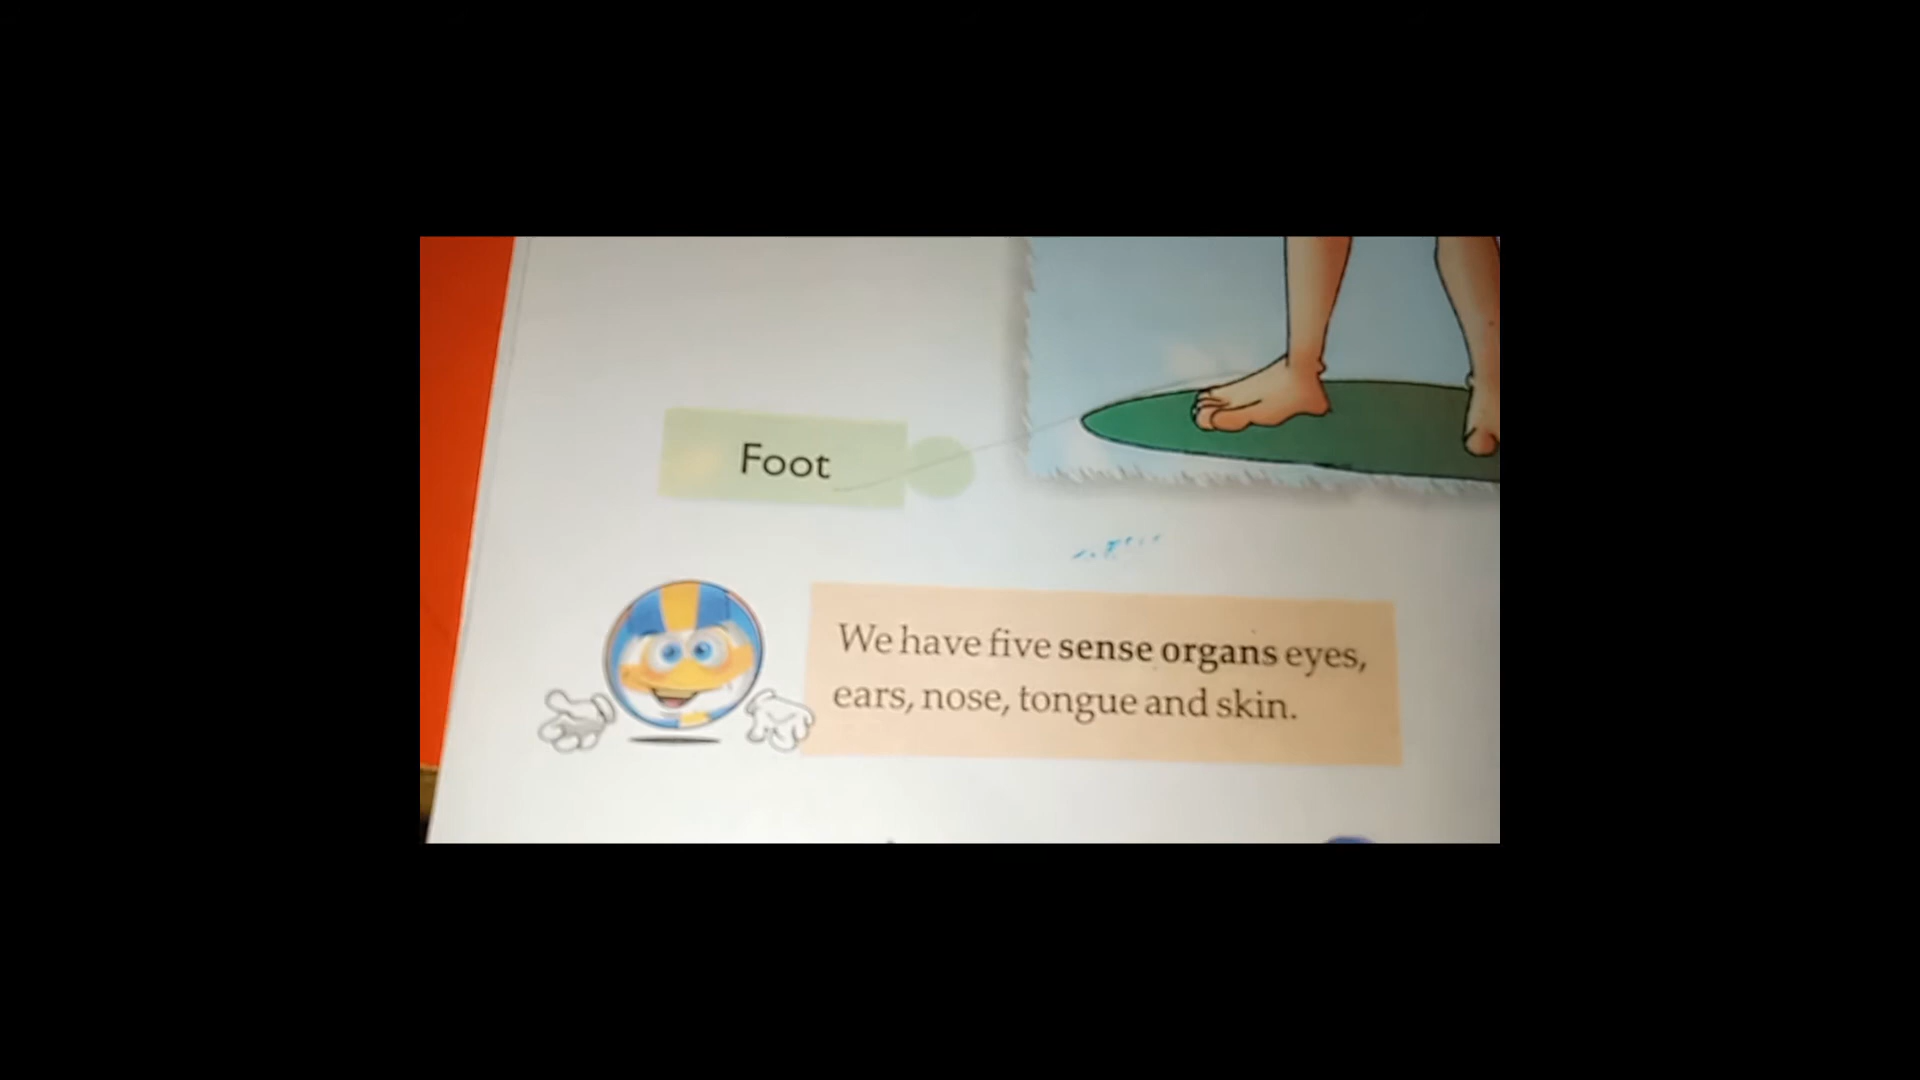 Foot
We have five sense organs eyes,
ears, nose, tongue and skin.